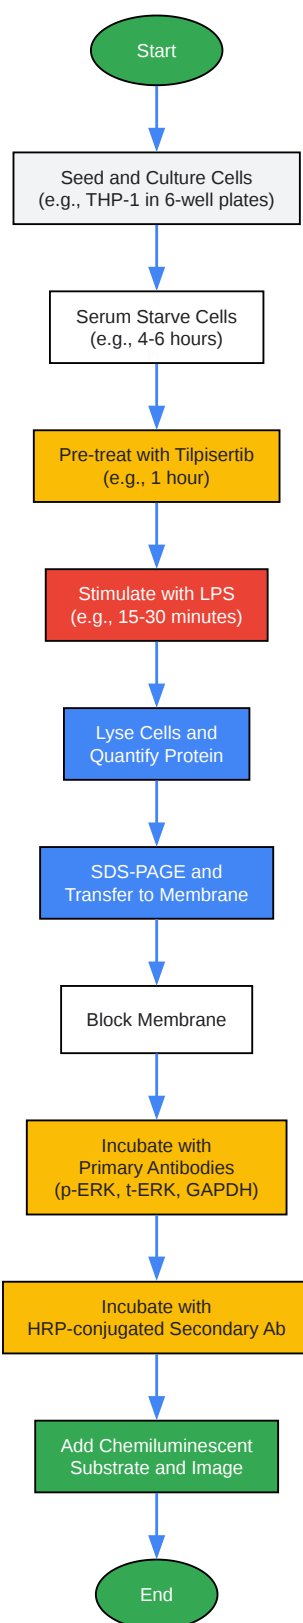 Start
Seed and Culture Cells
(e.g., THP-1 in 6-well plates)
Serum Starve Cells
(e.g., 4-6 hours)
Pre-treat with Tilpisertib
(e.g., 1 hour)
Stimulate with LPS
(e.g., 15-30 minutes)
Lyse Cells and
Quantify Protein
SDS-PAGE and
Transfer to Membrane
Block Membrane
Incubate with
Primary Antibodies
(p-ERK, t-ERK, GAPDH)
Incubate with
HRP-conjugated Secondary Ab
Add Chemiluminescent
Substrate and Image
End